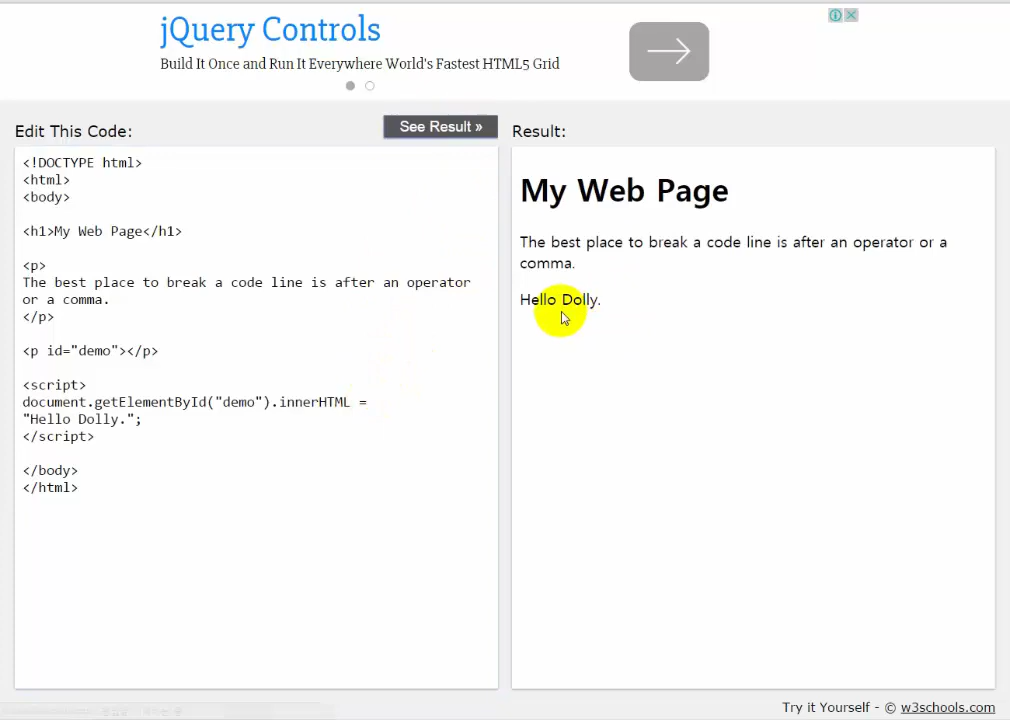 jQuery Controls
Build It Once and Run It Everywhere World's Fastest HTML5 Grid
Edit This Code:
See Result »
<!DOCTYPE html>
<html>
<body>
<h1>My Web Page</h1>
<p>
The best place to break a code line is after an operator
or a comma.
</p>
<p id="demo"></p>
<script>
document.getElementById("demo").innerHTML =
"Hello Dolly.";
</script>
</body>
</html>
Result:
My Web Page
The best place to break a code line is after an operator or a
comma.
Hello Dolly.
Try it Yourself - © w3schools.com